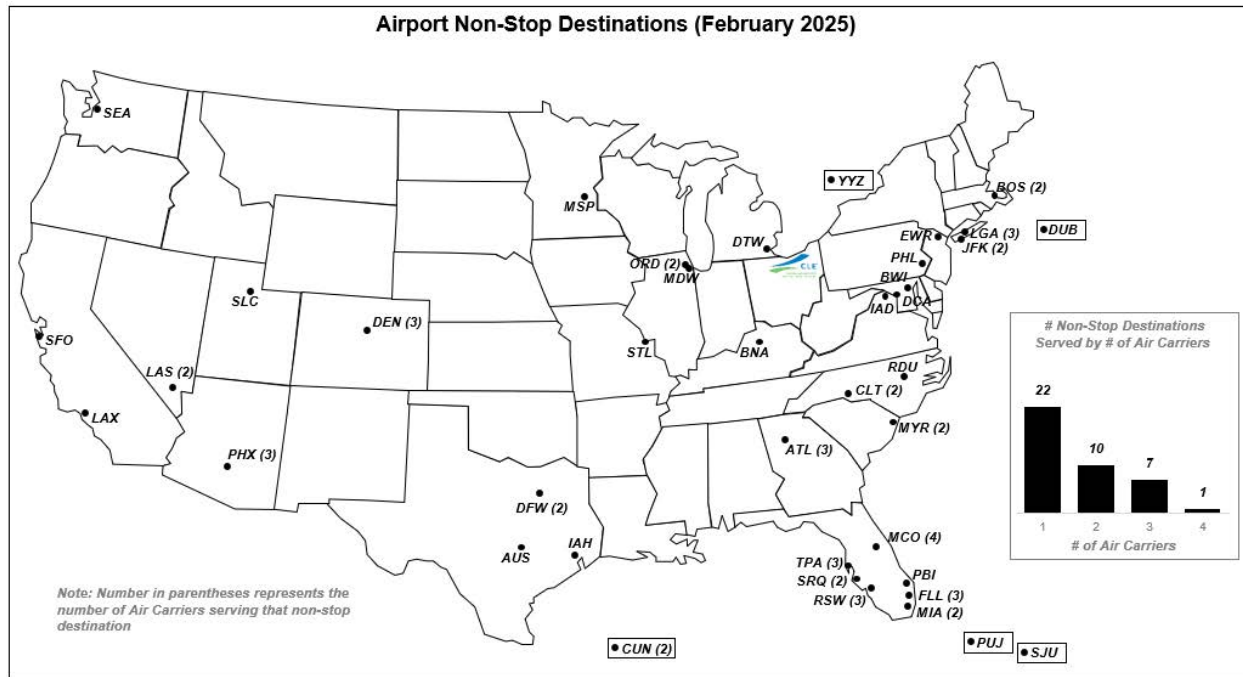 Airport Non-Stop Destinations (February 2025)
SEA
MSP
YYZ
BOS (2)
DTW
EWR
LGA (3)
JFK (2)
DUB
ORD (2)
MDW
CLE
PHL
BWI
DCA
IAD
SLC
DEN (3)
SFO
STL
BNA
LAS (2)
RDU
CLT (2)
LAX
MYR (2)
PHX (3)
ATL (3)
DFW (2)
AUS
IAH
MCO (4)
TPA (3)
SRQ (2)
RSW (3)
PBI
FLL (3)
MIA (2)
CUN (2)
PUJ
SJU
Note: Number in parentheses represents the
number of Air Carriers serving that non-stop
destination
# Non-Stop Destinations
Served by # of Air Carriers
22
10
7
1
1
2
3
4
# of Air Carriers